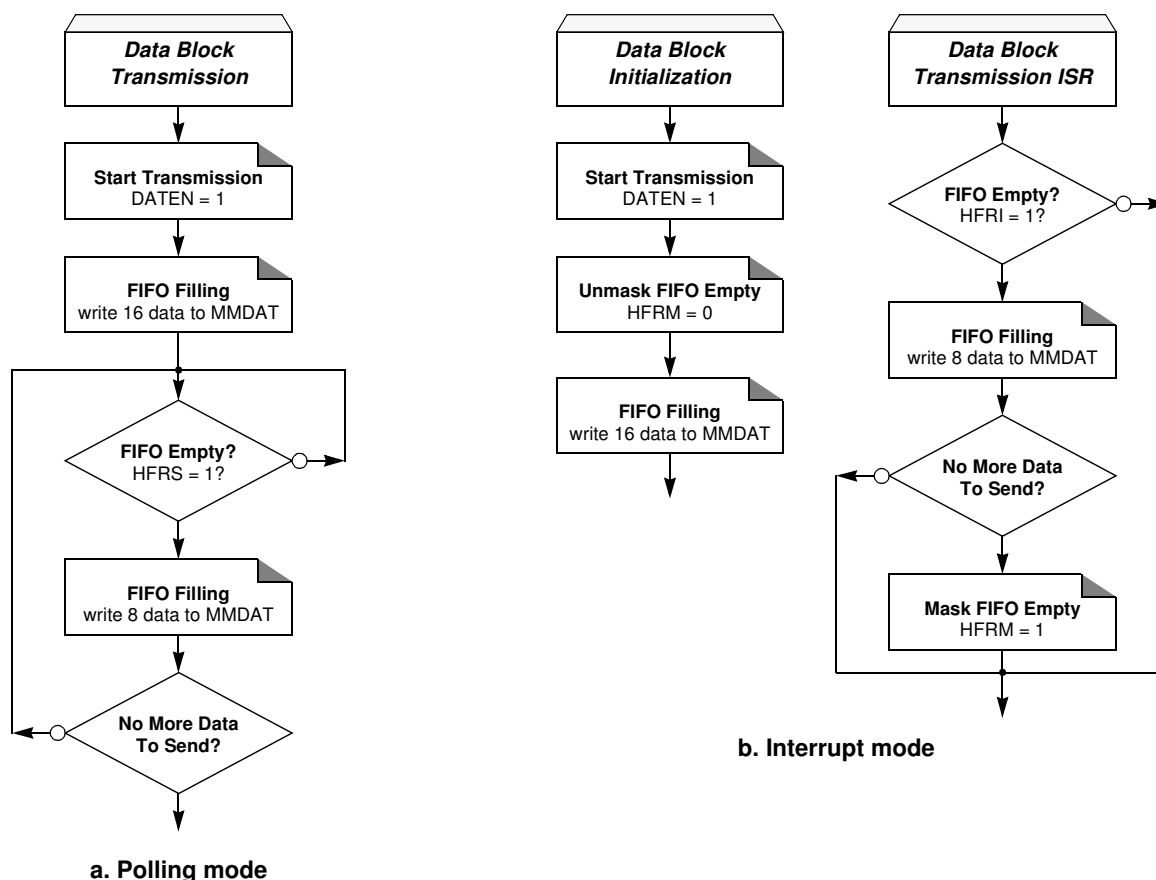 Data Block
Transmission
Start Transmission
DATEN = 1
FIFO Filling
write 16 data to MMDAT
FIFO Empty?
HFRS = 1?
FIFO Filling
write 8 data to MMDAT
No More Data
To Send?
a. Polling mode
Data Block
Initialization
Start Transmission
DATEN = 1
Unmask FIFO Empty
HFRM = 0
FIFO Filling
write 16 data to MMDAT
Data Block
Transmission ISR
FIFO Empty?
HFRI = 1?
FIFO Filling
write 8 data to MMDAT
No More Data
To Send?
Mask FIFO Empty
HFRM = 1
b. Interrupt mode